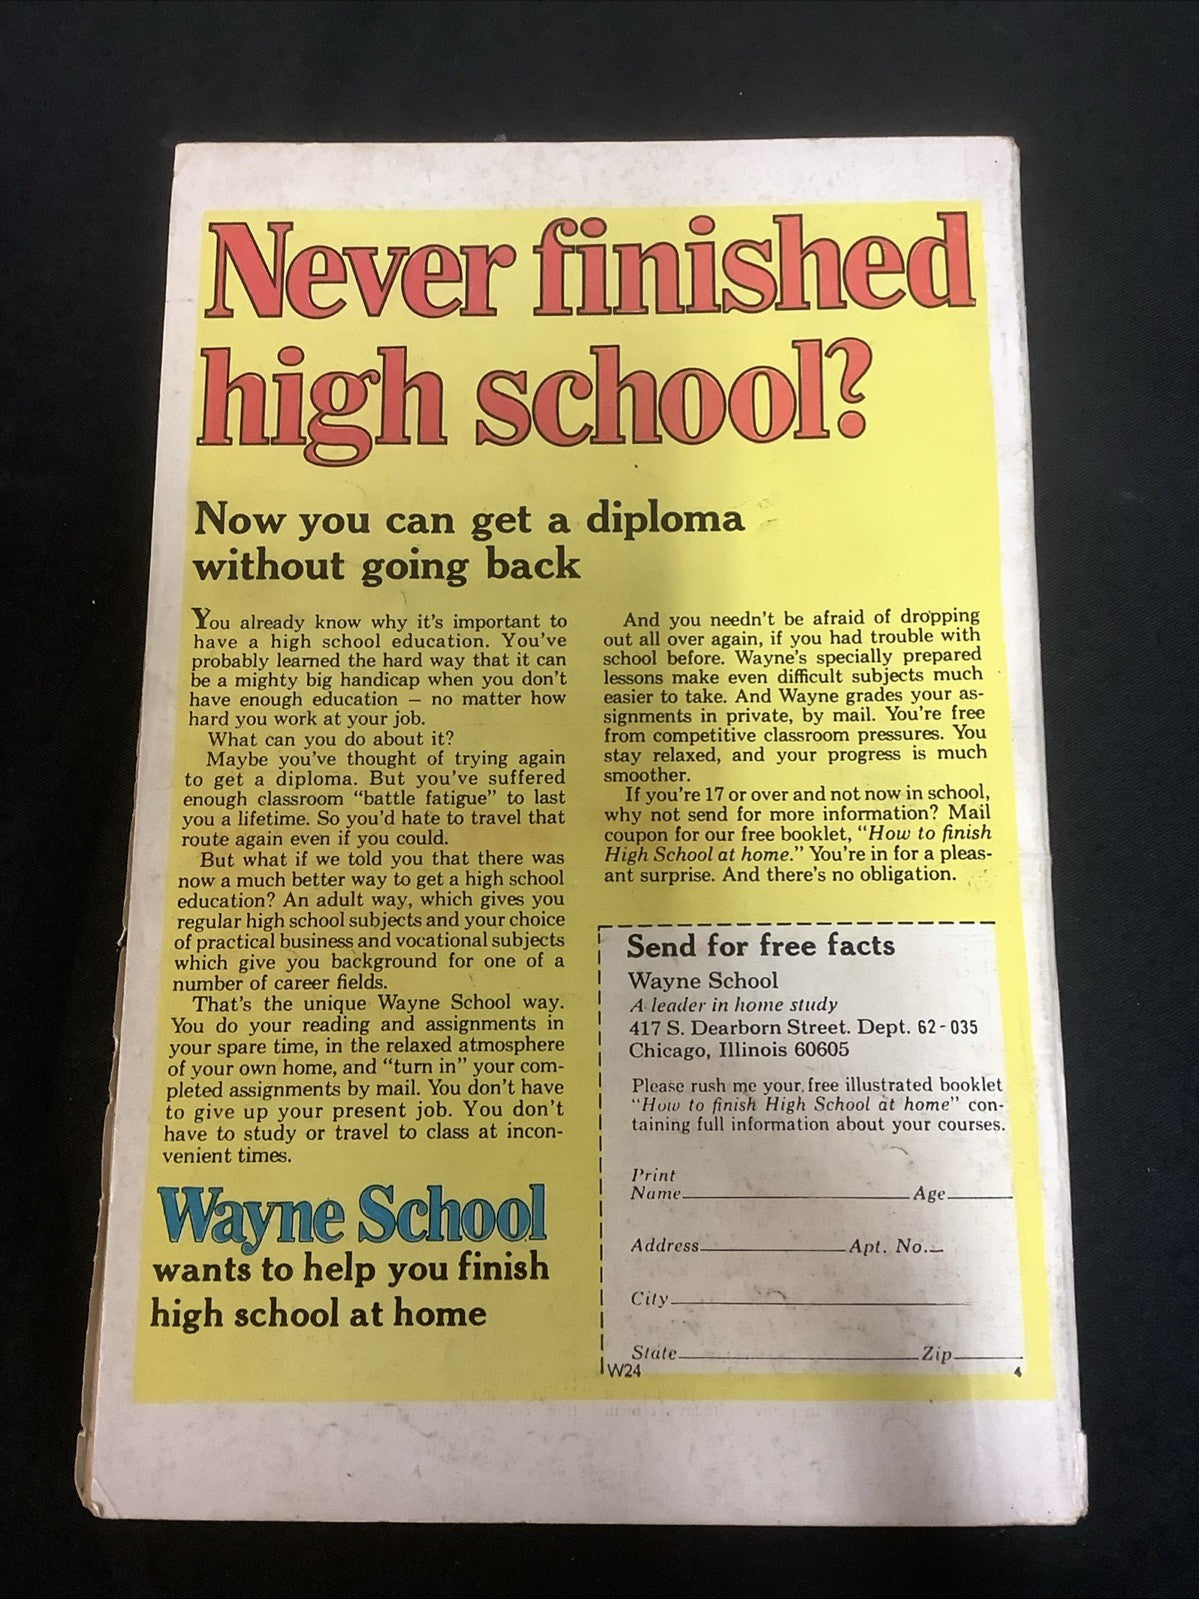 Never finished
high school?
Now you can get a diploma
without going back
You already know why it's important to
have a high school education. You've
probably learned the hard way that it can
be a mighty big handicap when you don't
have enough education – no matter how
hard you work at your job.
What can you do about it?
Maybe you've thought of trying again
to get a diploma. But you've suffered
enough classroom "battle fatigue" to last
you a lifetime. So you'd hate to travel that
route again even if you could.
But what if we told you that there was
now a much better way to get a high school
education? An adult way, which gives you
regular high school subjects and your choice
of practical business and vocational subjects
which give you background for one of a
number of career fields.
That's the unique Wayne School way.
You do your reading and assignments in
your spare time, in the relaxed atmosphere
of your own home, and "turn in" your com-
pleted assignments by mail. You don't have
to give up your present job. You don't
have to study or travel to class at incon-
venient times.
Wayne School
wants to help you finish
high school at home
And you needn't be afraid of dropping
out all over again, if you had trouble with
school before. Wayne's specially prepared
lessons make even difficult subjects much
easier to take. And Wayne grades your as-
signments in private, by mail. You're free
from competitive classroom pressures. You
stay relaxed, and your progress is much
smoother.
If you're 17 or over and not now in school,
why not send for more information? Mail
coupon for our free booklet, "How to finish
High School at home." You're in for a pleas-
ant surprise. And there's no obligation.
Send for free facts
Wayne School
A leader in home study
417 S. Dearborn Street. Dept. 62-035
Chicago, Illinois 60605
Please rush me your free illustrated booklet
"How to finish High School at home" con-
taining full information about your courses.
Print
Name Age
Address Apt. No.
City
State Zip
W24 4